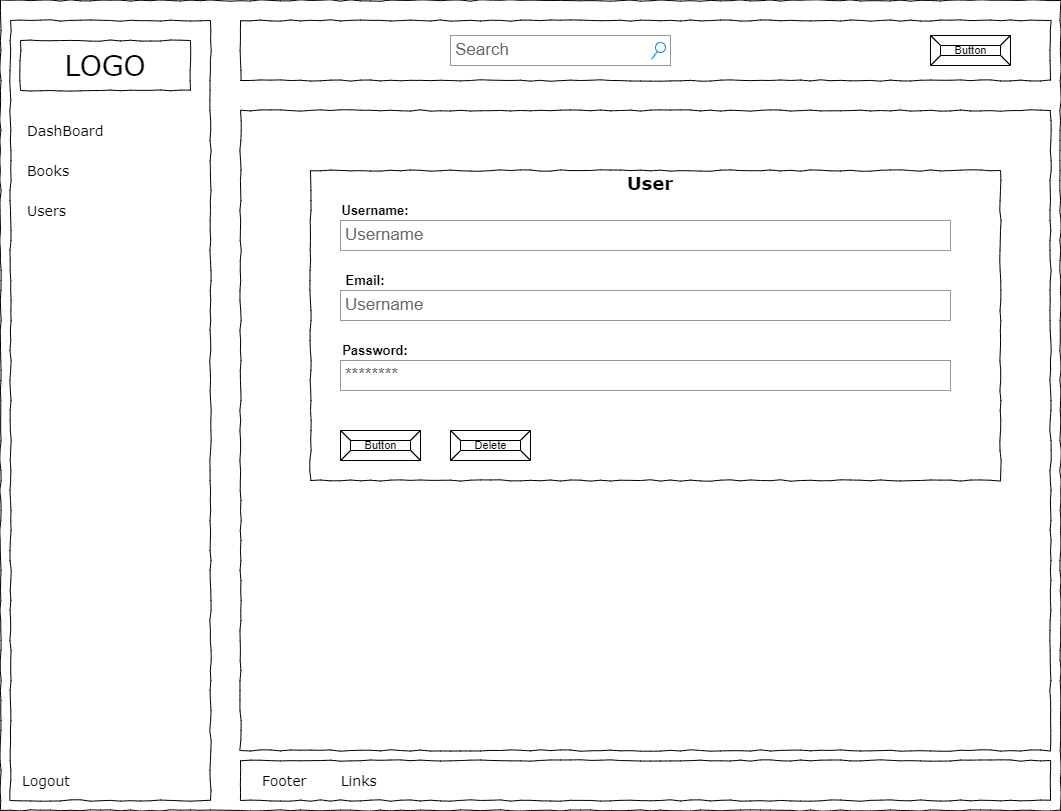 LOGO
DashBoard
Books
Users
Logout
Search
Button
User
Username:
Username
Email:
Username
Password:
********
Button
Delete
Footer
Links